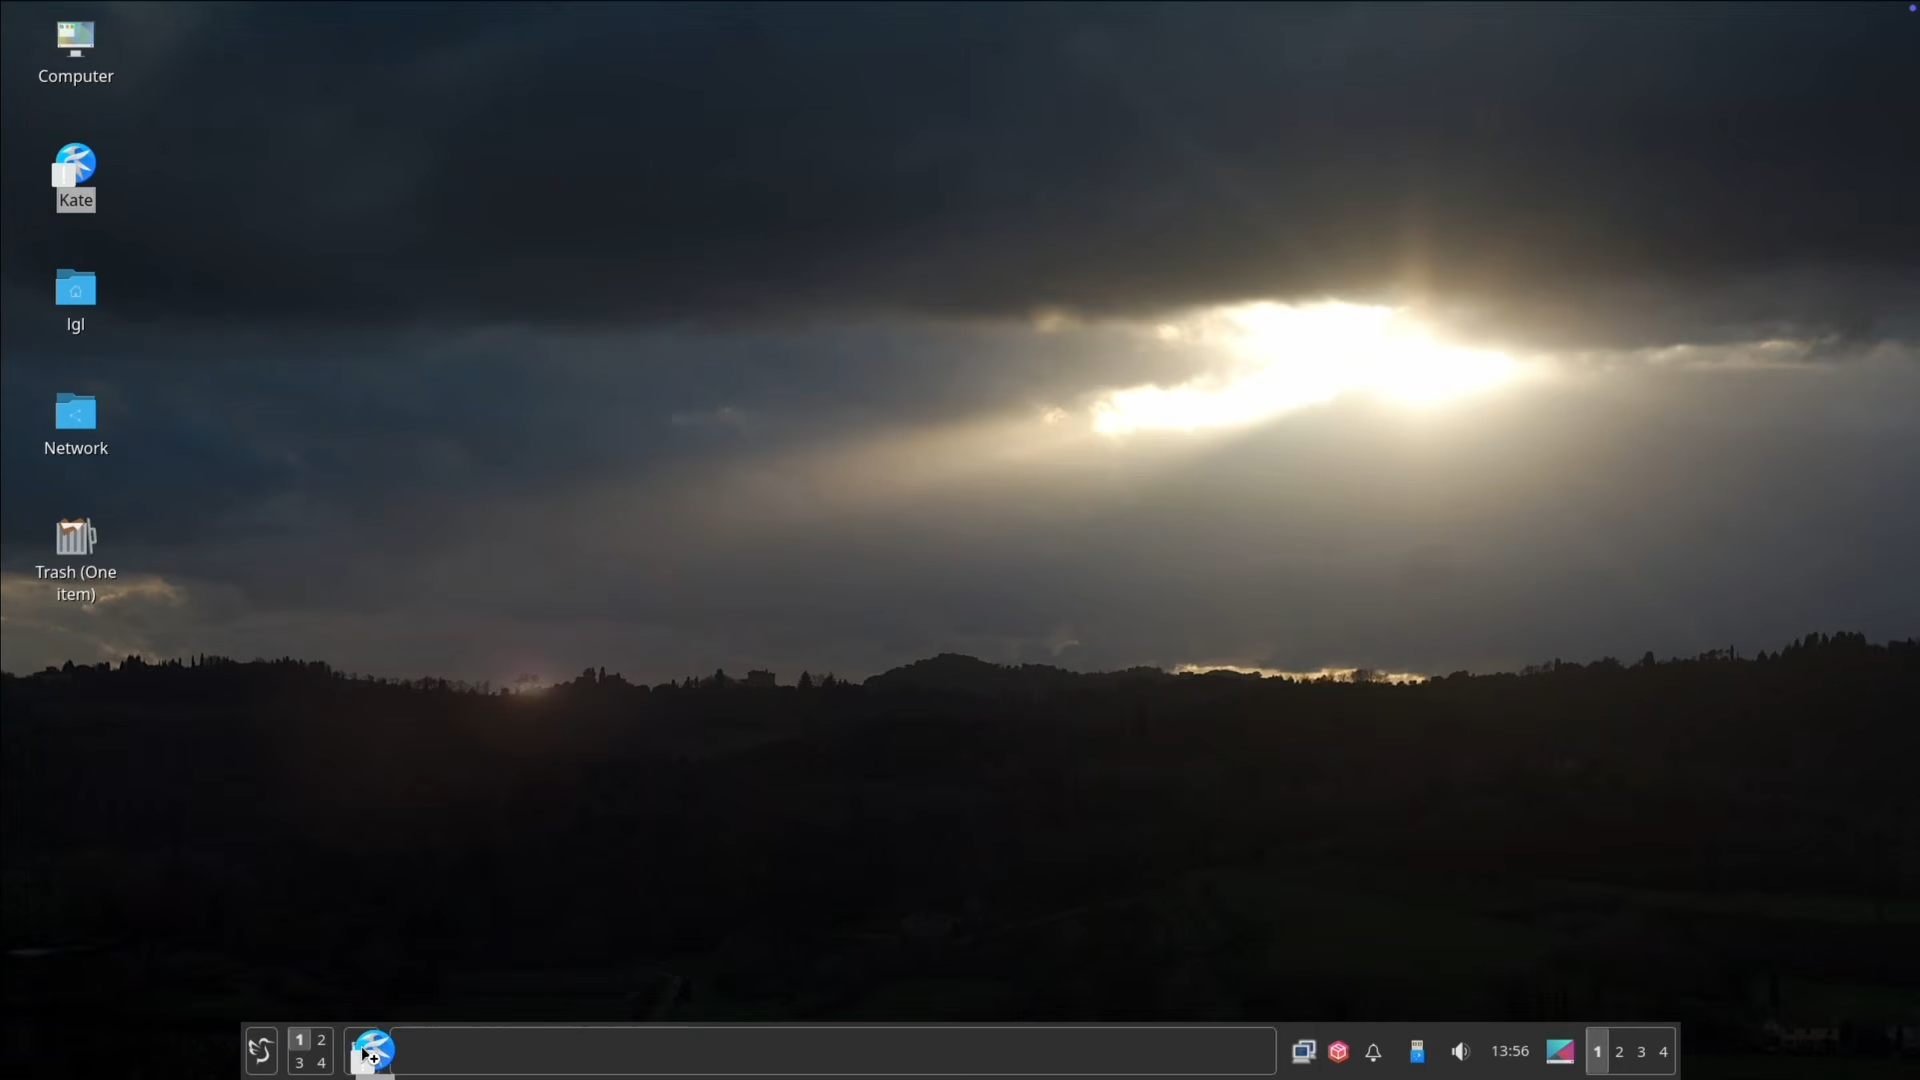 Computer
Kate
lgl
Network
Trash (One
item)
1 2
3 4
13:56
1 2 3 4